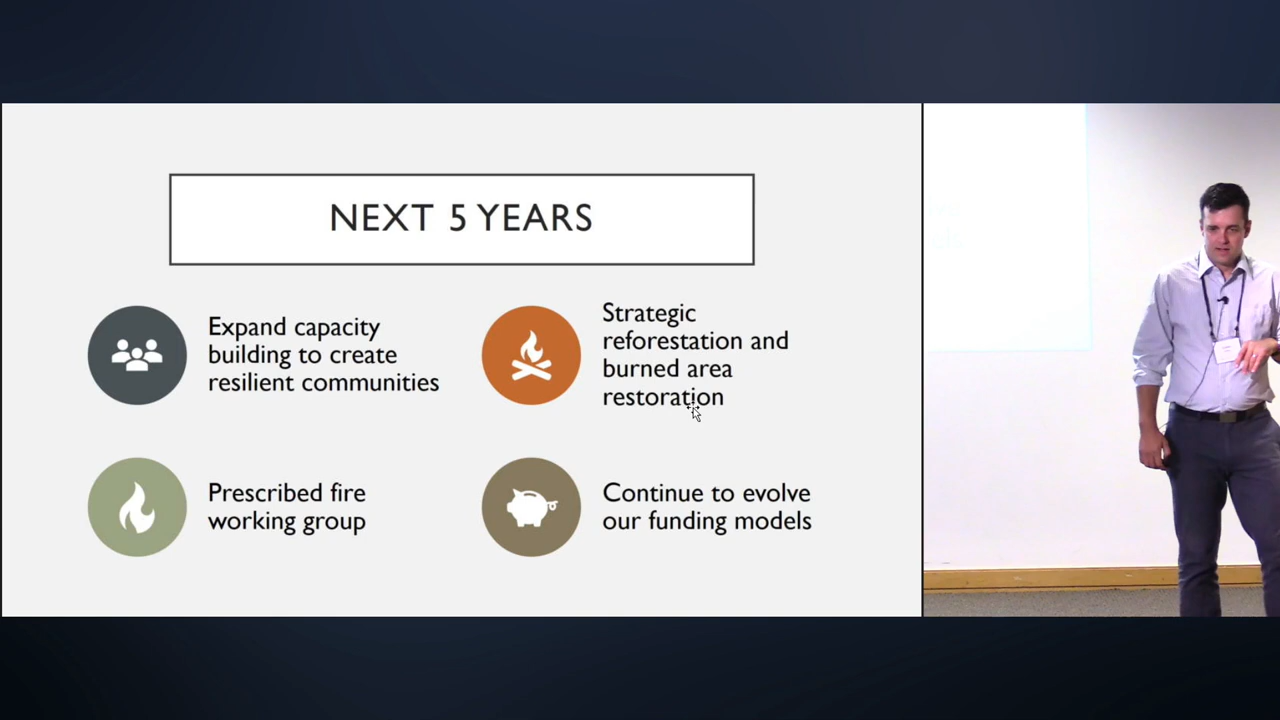 NEXT 5 YEARS
Expand capacity
building to create
resilient communities
Strategic
reforestation and
burned area
restoration
Prescribed fire
working group
Continue to evolve
our funding models